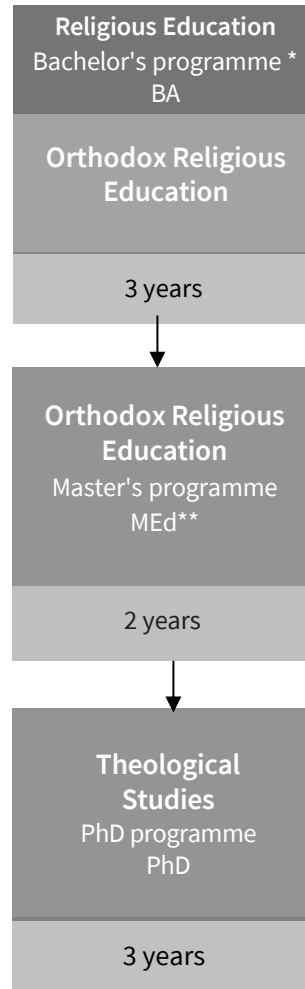 Religious Education
Bachelor's programme *
BA
Orthodox Religious
Education
3 years
Orthodox Religious
Education
Master's programme
MEd**
2 years
Theological
Studies
PhD programme
PhD
3 years